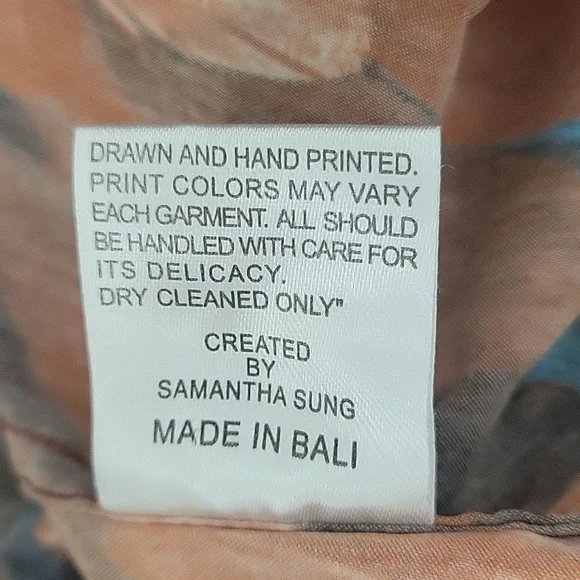 DRAWN AND HAND PRINTED.
PRINT COLORS MAY VARY
EACH GARMENT. ALL SHOULD
BE HANDLED WITH CARE FOR
ITS DELICACY.
DRY CLEANED ONLY"
CREATED
BY
SAMANTHA SUNG
MADE IN BALI